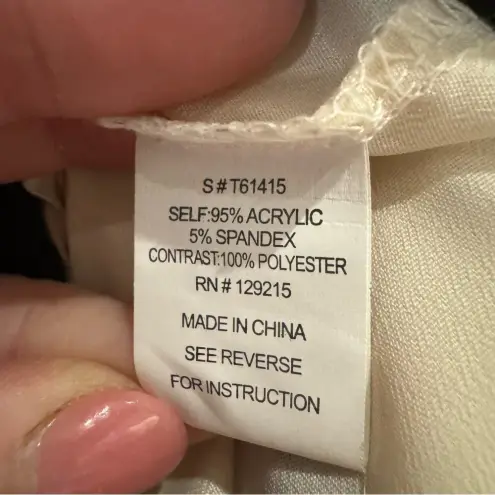 S # T61415
SELF:95% ACRYLIC
5% SPANDEX
CONTRAST:100% POLYESTER
RN # 129215
MADE IN CHINA
SEE REVERSE
FOR INSTRUCTION